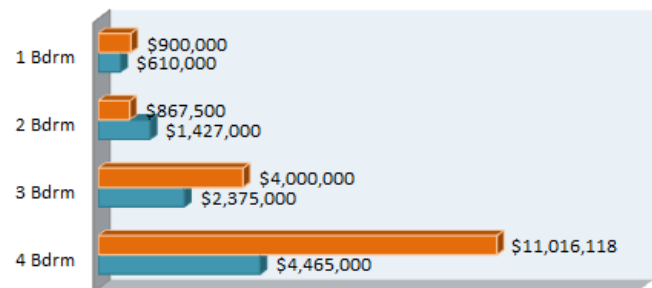 1 Bdrm
$900,000
$610,000
2 Bdrm
$867,500
$1,427,000
3 Bdrm
$4,000,000
$2,375,000
4 Bdrm
$11,016,118
$4,465,000